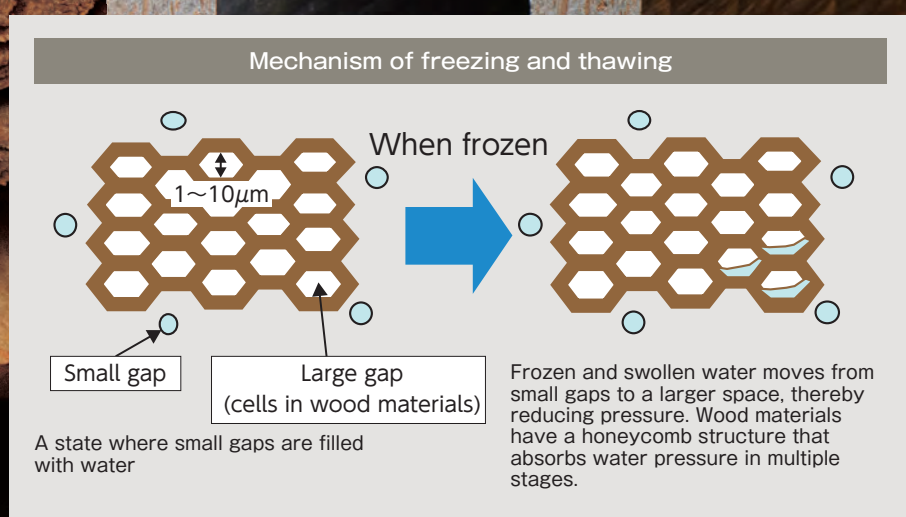 Mechanism of freezing and thawing
When frozen
1～10μm
Small gap
Large gap
(cells in wood materials)
A state where small gaps are filled
with water
Frozen and swollen water moves from
small gaps to a larger space, thereby
reducing pressure. Wood materials
have a honeycomb structure that
absorbs water pressure in multiple
stages.